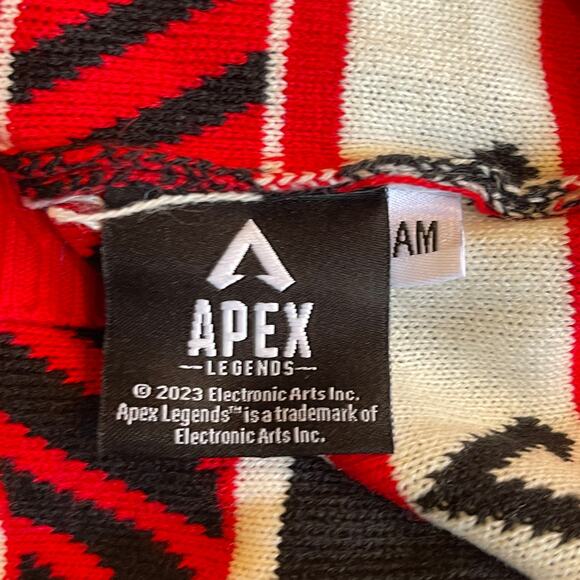 AM
APEX
LEGENDS
© 2023 Electronic Arts Inc.
Apex Legends™ is a trademark of
Electronic Arts Inc.